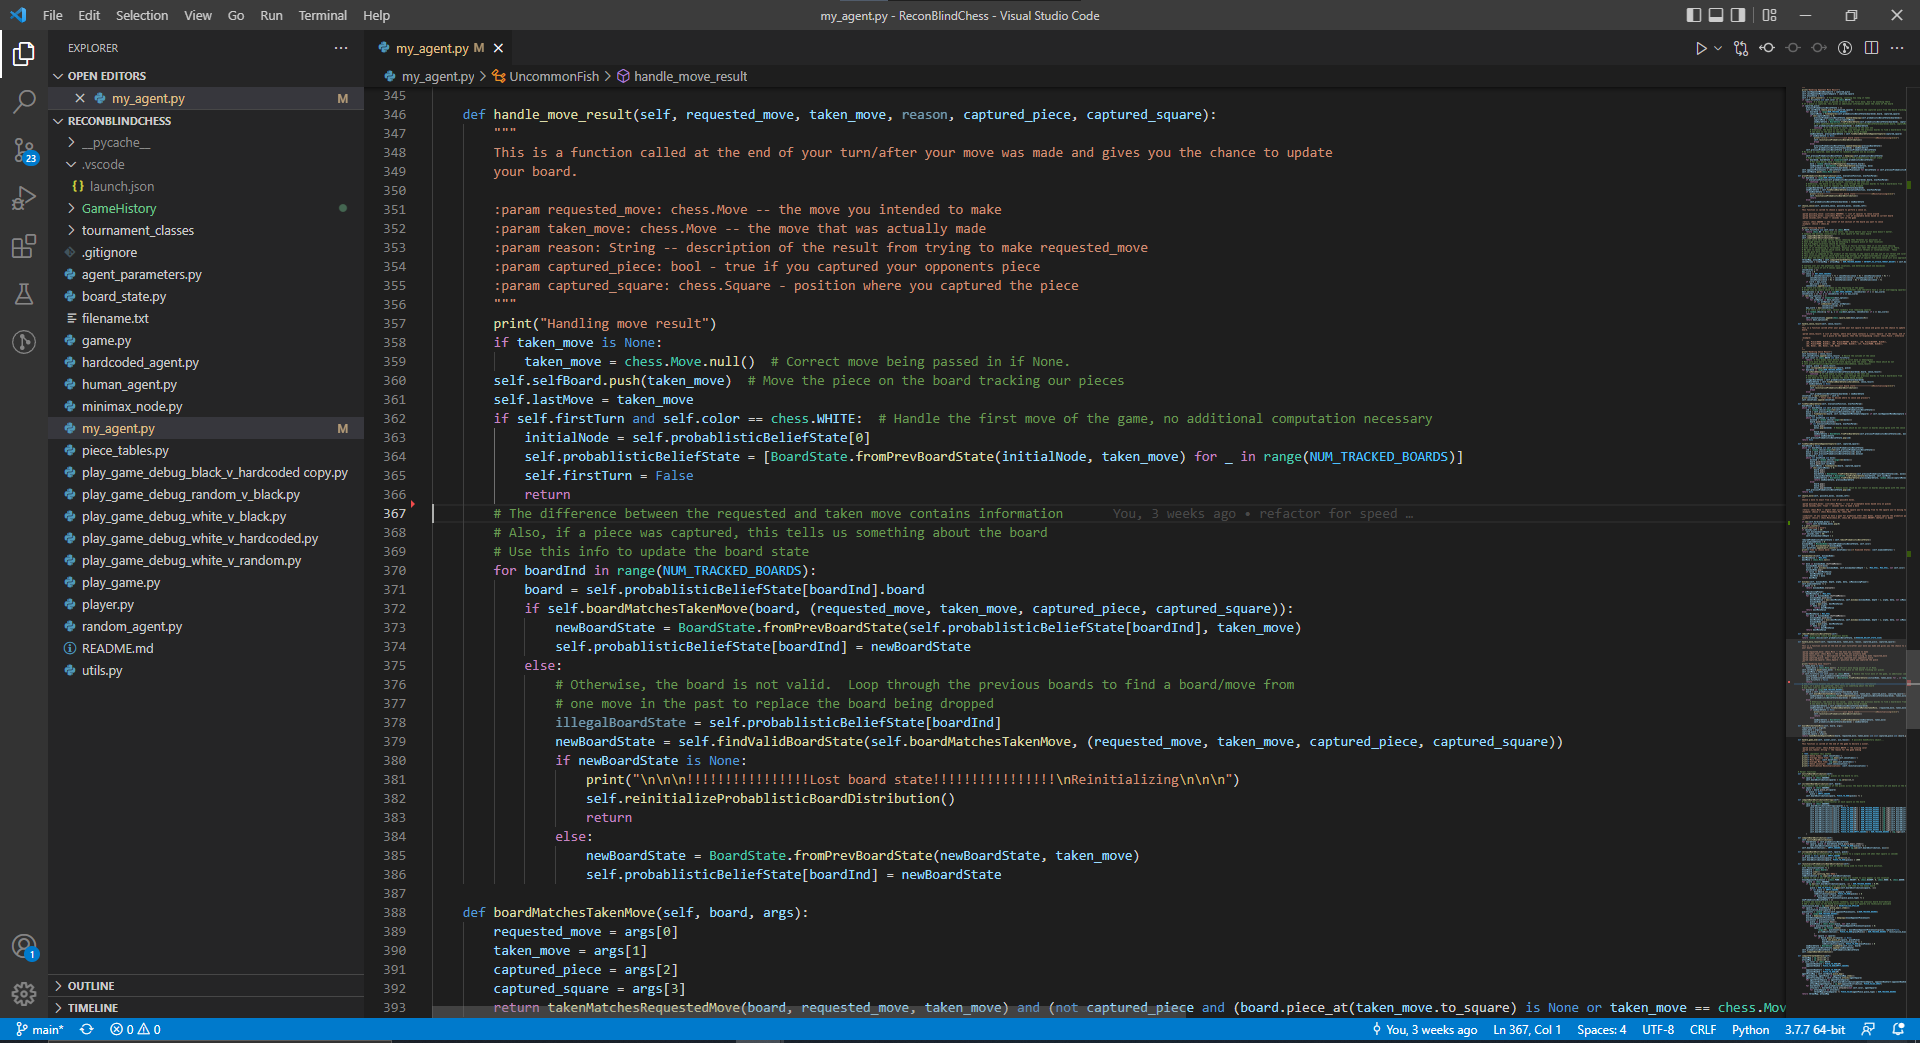 File Edit Selection View Go Run Terminal Help
my_agent.py - ReconBlindChess - Visual Studio Code
EXPLORER
OPEN EDITORS
my_agent.py M
RECONBLINDCHESS
__pycache__
.vscode
{} launch.json
GameHistory
tournament_classes
.gitignore
agent_parameters.py
board_state.py
filename.txt
game.py
hardcoded_agent.py
human_agent.py
minimax_node.py
my_agent.py M
piece_tables.py
play_game_debug_black_v_hardcoded copy.py
play_game_debug_random_v_black.py
play_game_debug_white_v_black.py
play_game_debug_white_v_hardcoded.py
play_game_debug_white_v_random.py
play_game.py
player.py
random_agent.py
README.md
utils.py
OUTLINE
TIMELINE
23
1
my_agent.py M
my_agent.py > UncommonFish > handle_move_result
345
346 def handle_move_result(self, requested_move, taken_move, reason, captured_piece, captured_square):
347 """
348 This is a function called at the end of your turn/after your move was made and gives you the chance to update
349 your board.
350
351 :param requested_move: chess.Move -- the move you intended to make
352 :param taken_move: chess.Move -- the move that was actually made
353 :param reason: String -- description of the result from trying to make requested_move
354 :param captured_piece: bool - true if you captured your opponents piece
355 :param captured_square: chess.Square - position where you captured the piece
356 """
357 print("Handling move result")
358 if taken_move is None:
359 taken_move = chess.Move.null()  # Correct move being passed in if None.
360 self.selfBoard.push(taken_move)  # Move the piece on the board tracking our pieces
361 self.lastMove = taken_move
362 if self.firstTurn and self.color == chess.WHITE:  # Handle the first move of the game, no additional computation necessary
363 initialNode = self.probablisticBeliefState[0]
364 self.probablisticBeliefState = [BoardState.fromPrevBoardState(initialNode, taken_move) for _ in range(NUM_TRACKED_BOARDS)]
365 self.firstTurn = False
366 return
367 # The difference between the requested and taken move contains information You, 3 weeks ago • refactor for speed …
368 # Also, if a piece was captured, this tells us something about the board
369 # Use this info to update the board state
370 for boardInd in range(NUM_TRACKED_BOARDS):
371 board = self.probablisticBeliefState[boardInd].board
372 if self.boardMatchesTakenMove(board, (requested_move, taken_move, captured_piece, captured_square)):
373 newBoardState = BoardState.fromPrevBoardState(self.probablisticBeliefState[boardInd], taken_move)
374 self.probablisticBeliefState[boardInd] = newBoardState
375 else:
376 # Otherwise, the board is not valid.  Loop through the previous boards to find a board/move from
377 # one move in the past to replace the board being dropped
378 illegalBoardState = self.probablisticBeliefState[boardInd]
379 newBoardState = self.findValidBoardState(self.boardMatchesTakenMove, (requested_move, taken_move, captured_piece, captured_square))
380 if newBoardState is None:
381 print("\n\n\n!!!!!!!!!!!!!!!!Lost board state!!!!!!!!!!!!!!!!\nReinitializing\n\n\n")
382 self.reinitializeProbablisticBoardDistribution()
383 return
384 else:
385 newBoardState = BoardState.fromPrevBoardState(newBoardState, taken_move)
386 self.probablisticBeliefState[boardInd] = newBoardState
387
388 def boardMatchesTakenMove(self, board, args):
389 requested_move = args[0]
390 taken_move = args[1]
391 captured_piece = args[2]
392 captured_square = args[3]
393 return takenMatchesRequestedMove(board, requested_move, taken_move) and (not captured_piece and (board.piece_at(taken_move.to_square) is None or taken_move == chess.Mov
main* 0 0
You, 3 weeks ago Ln 367, Col 1 Spaces: 4 UTF-8 CRLF Python 3.7.7 64-bit